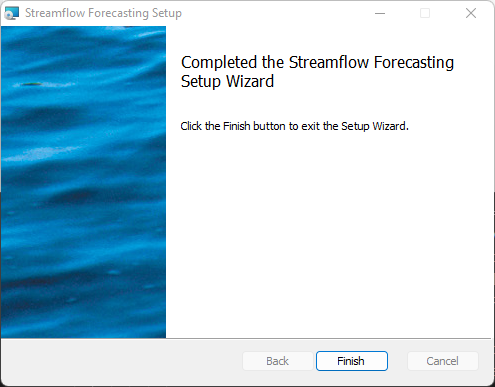 Streamflow Forecasting Setup
Completed the Streamflow Forecasting
Setup Wizard
Click the Finish button to exit the Setup Wizard.
Back
Finish
Cancel